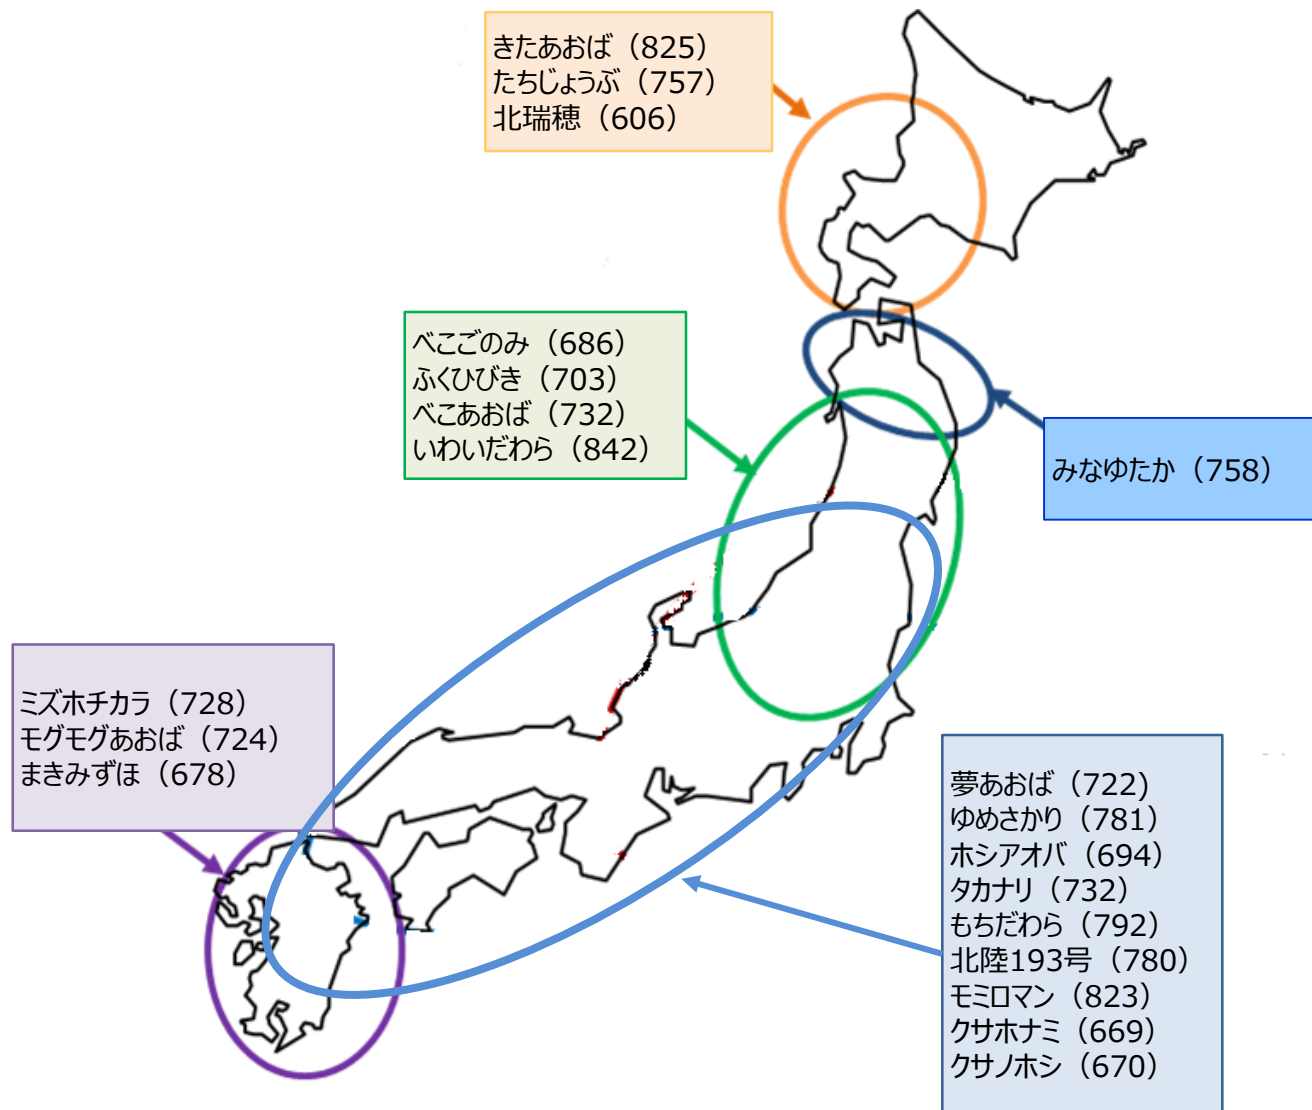 きたあおば（825）
たちじょうぶ（757）
北瑞穂（606）
べこごのみ（686）
ふくひびき（703）
べこあおば（732）
いわいだわら（842）
みなゆたか（758）
ミズホチカラ（728）
モグモグあおば（724）
まきみずほ（678）
夢あおば（722)
ゆめさかり（781）
ホシアオバ（694）
タカナリ（732）
もちだわら（792）
北陸193号（780）
モミロマン（823）
クサホナミ（669）
クサノホシ（670）